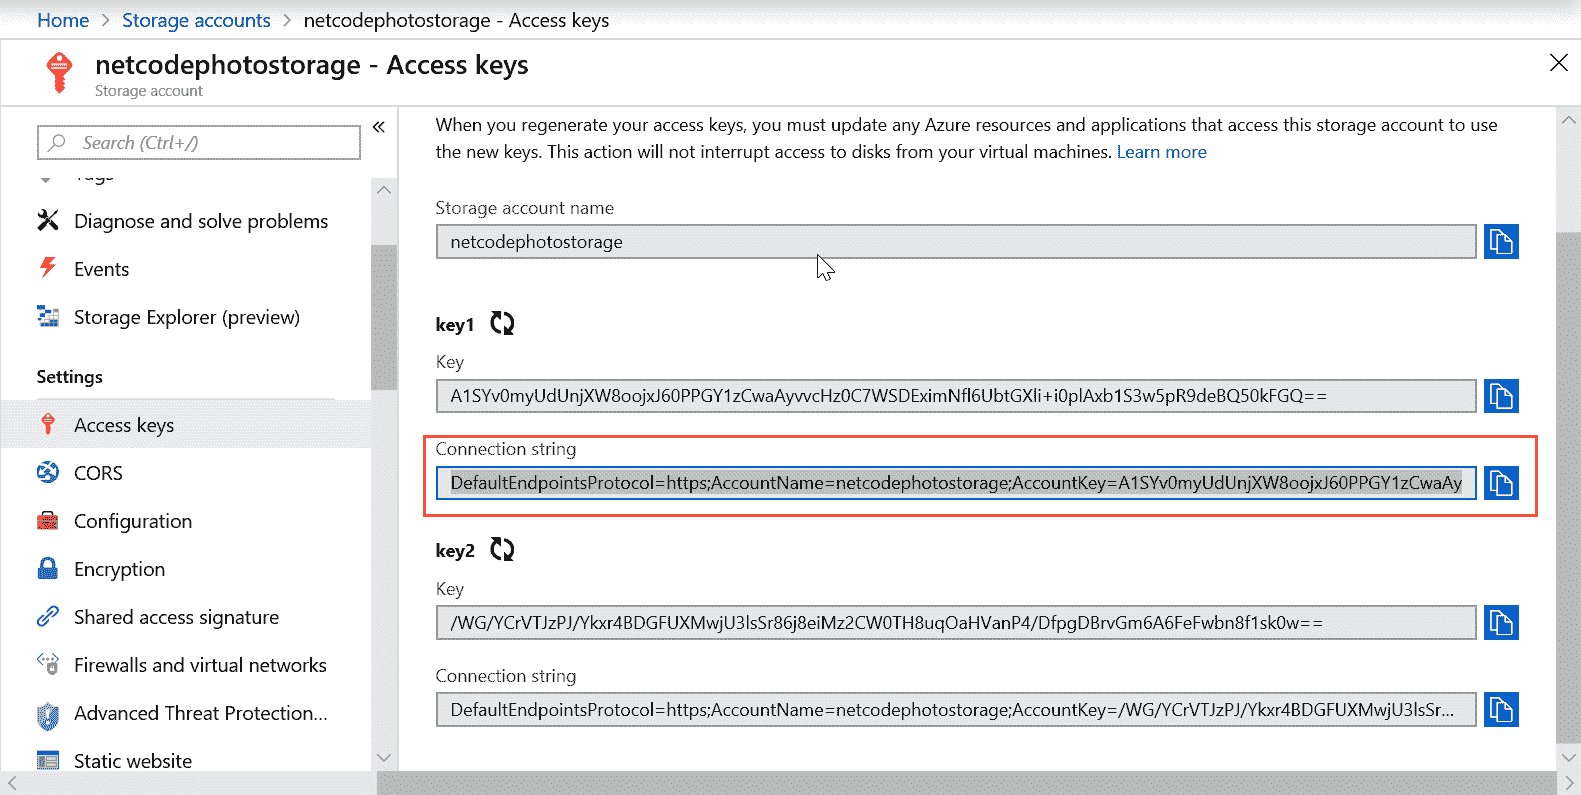 Home > Storage accounts > netcodephotostorage - Access keys
netcodephotostorage - Access keys
Storage account
Search (Ctrl+/)
Tags
Diagnose and solve problems
Events
Storage Explorer (preview)
Settings
Access keys
CORS
Configuration
Encryption
Shared access signature
Firewalls and virtual networks
Advanced Threat Protection...
Static website
When you regenerate your access keys, you must update any Azure resources and applications that access this storage account to use
the new keys. This action will not interrupt access to disks from your virtual machines. Learn more
Storage account name
netcodephotostorage
key1
Key
A1SYv0myUdUnjXW8oojxJ60PPGY1zCwaAyvvcHz0C7WSDEximNfl6UbtGXli+i0plAxb1S3w5pR9deBQ50kFGQ==
Connection string
DefaultEndpointsProtocol=https;AccountName=netcodephotostorage;AccountKey=A1SYv0myUdUnjXW8oojxJ60PPGY1zCwaAy
key2
Key
/WG/YCrVTJzPJ/Ykxr4BDGFUXMwjU3lsSr86j8eiMz2CW0TH8uqOaHVanP4/DfpgDBrvGm6A6FeFwbn8f1sk0w==
Connection string
DefaultEndpointsProtocol=https;AccountName=netcodephotostorage;AccountKey=/WG/YCrVTJzPJ/Ykxr4BDGFUXMwjU3lsSr...